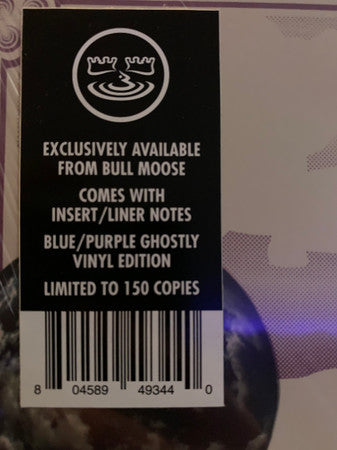 EXCLUSIVELY AVAILABLE
FROM BULL MOOSE
COMES WITH
INSERT/LINER NOTES
BLUE/PURPLE GHOSTLY
VINYL EDITION
LIMITED TO 150 COPIES
8 04589 49344 0